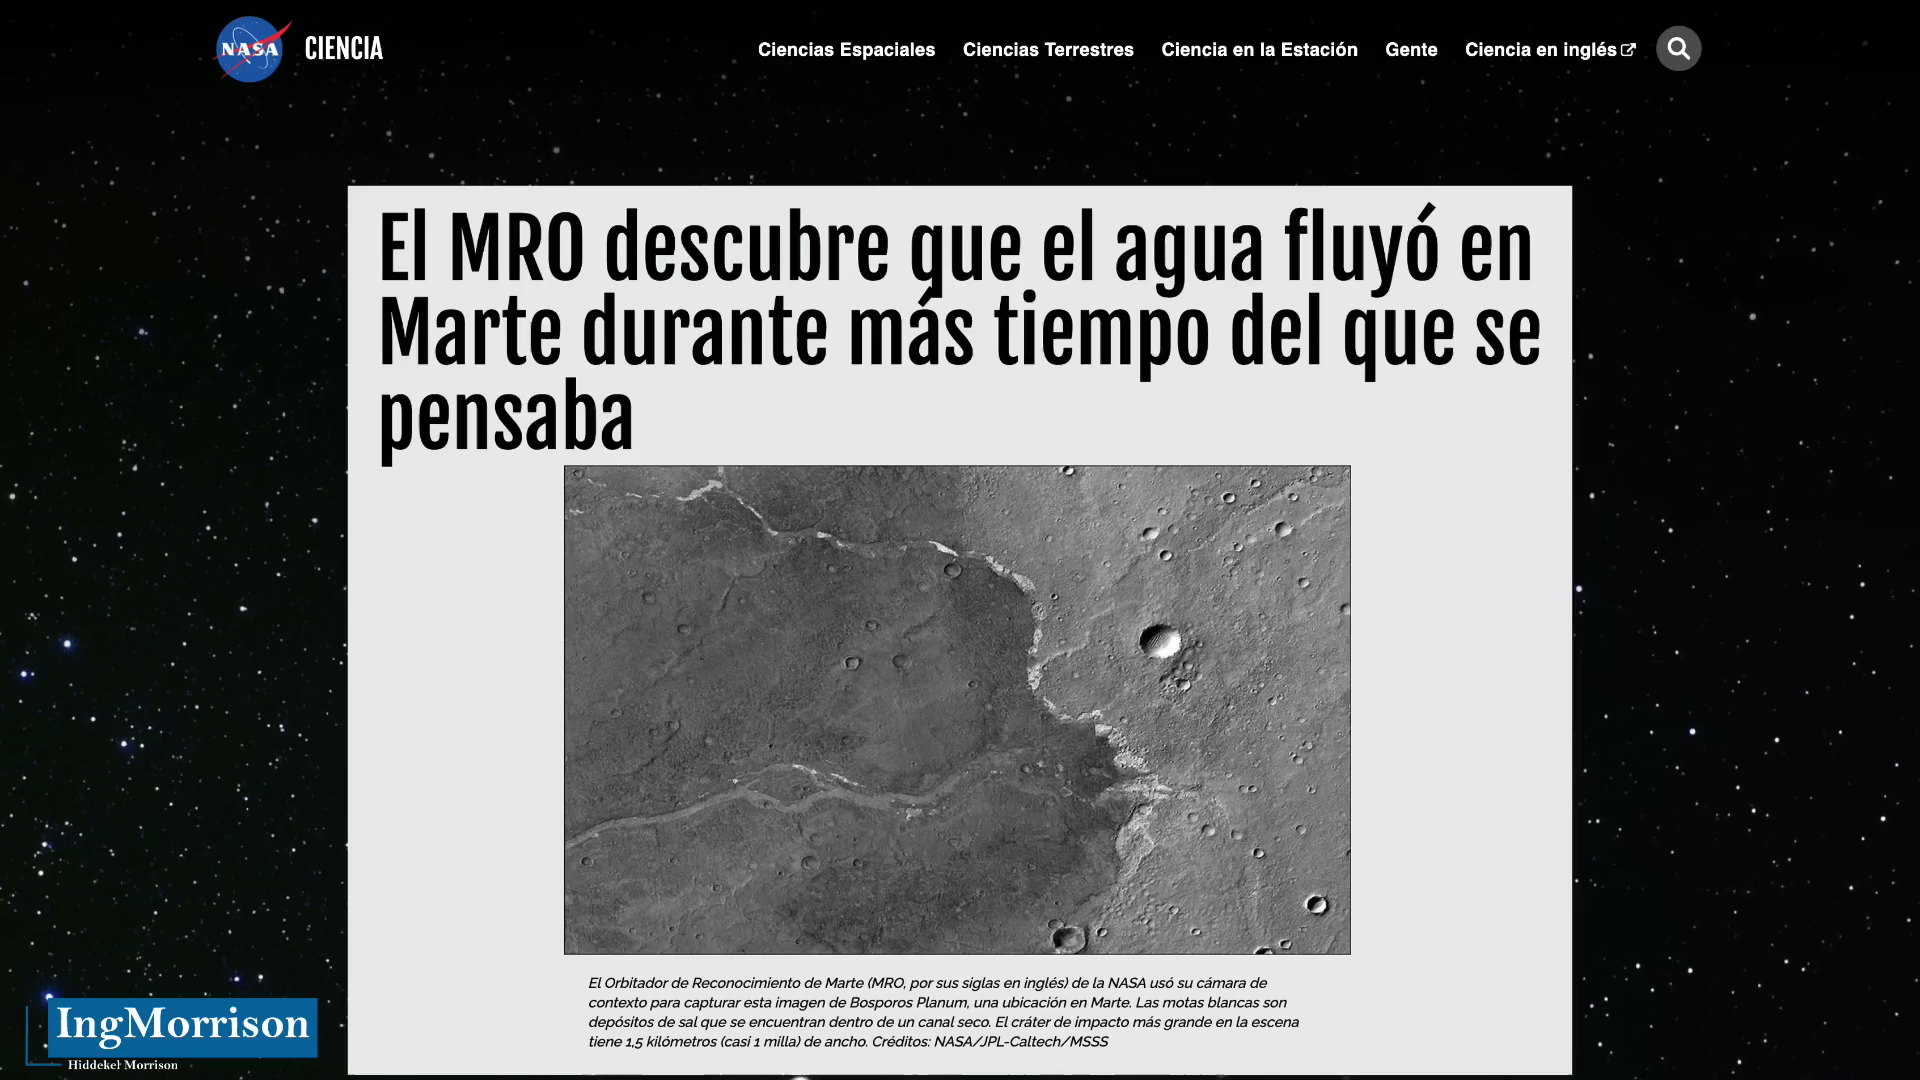 NASA CIENCIA
Ciencias Espaciales Ciencias Terrestres Ciencia en la Estación Gente Ciencia en inglés
El MRO descubre que el agua fluyó en
Marte durante más tiempo del que se
pensaba
El Orbitador de Reconocimiento de Marte (MRO, por sus siglas en inglés) de la NASA usó su cámara de
contexto para capturar esta imagen de Bosporos Planum, una ubicación en Marte. Las motas blancas son
depósitos de sal que se encuentran dentro de un canal seco. El cráter de impacto más grande en la escena
tiene 1,5 kilómetros (casi 1 milla) de ancho. Créditos: NASA/JPL-Caltech/MSSS
IngMorrison
Hiddekel Morrison